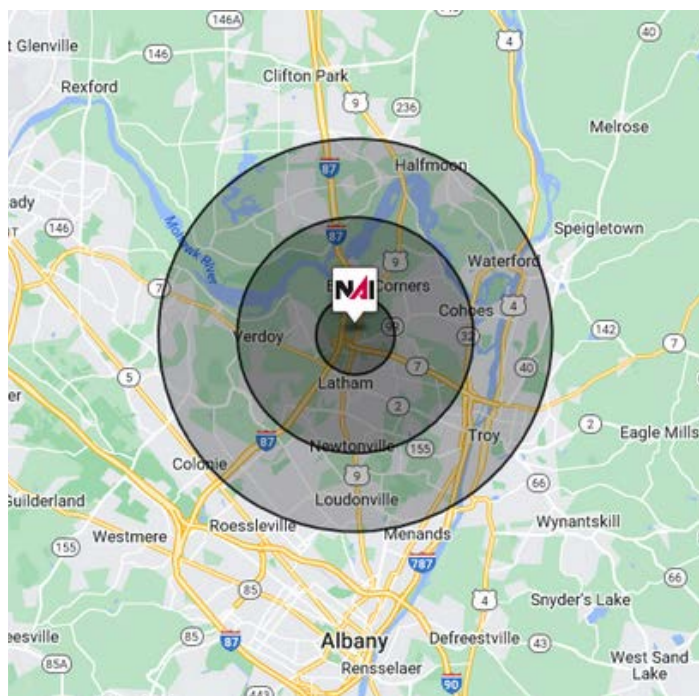 146A
4
40
t Glenville
146
Clifton Park
Rexford
9
236
Melrose
87
Halfmoon
ady
146
Speigletown
87
Mohawk River
9
Waterford
7
NAI
Corners
4
Cohoes
Verdoy
32
142
7
5
7
40
Latham
2
2
Troy
Eagle Mills
87
Newtonville
155
Colonie
9
66
Guilderland
Loudonville
Roessleville
Wynantskill
Westmere
Menands
155
787
66
85
4
Snyder's Lake
eesville
85
87
Albany
Defreestville
43
85A
Rensselaer
West Sand
Lake
443
90